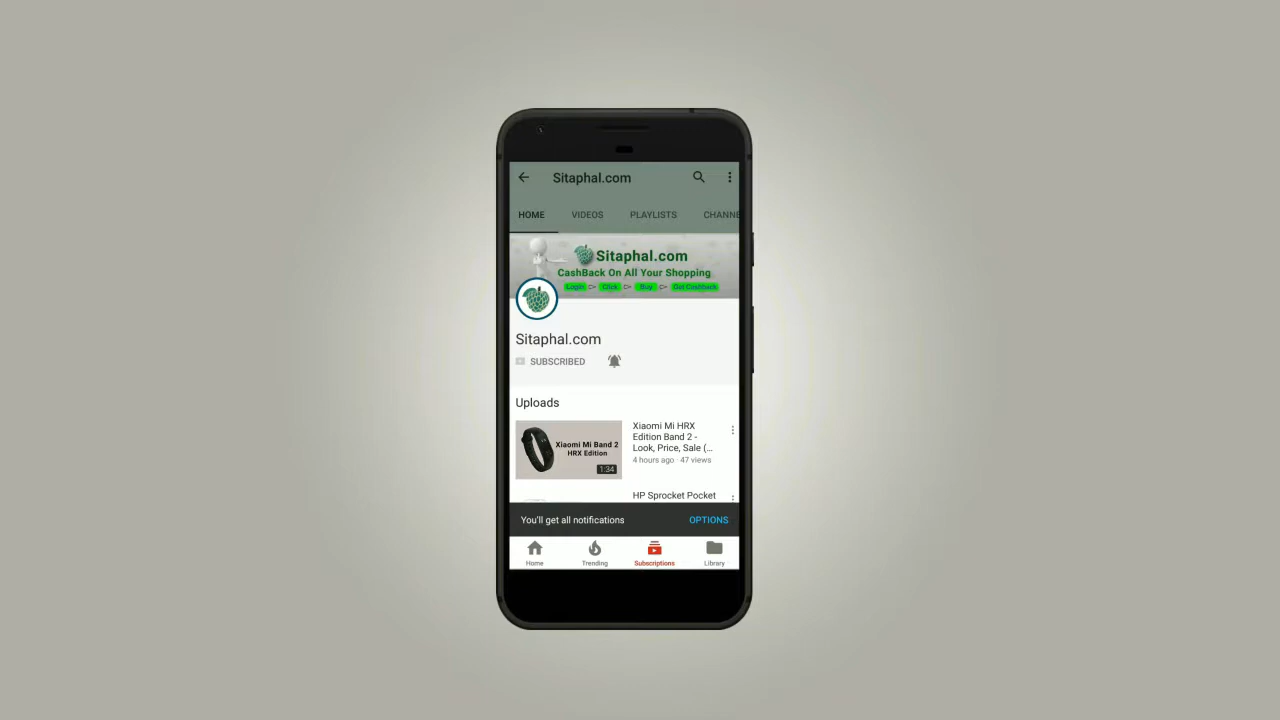 Sitaphal.com
HOME VIDEOS PLAYLISTS CHANNE
Sitaphal.com
CashBack On All Your Shopping
Login Click Buy Get Cashback
Sitaphal.com
SUBSCRIBED
Uploads
Xiaomi Mi Band 2
HRX Edition
1:34
Xiaomi Mi HRX
Edition Band 2 -
Look, Price, Sale (...
4 hours ago · 47 views
HP Sprocket Pocket
You'll get all notifications OPTIONS
Home Trending Subscriptions Library